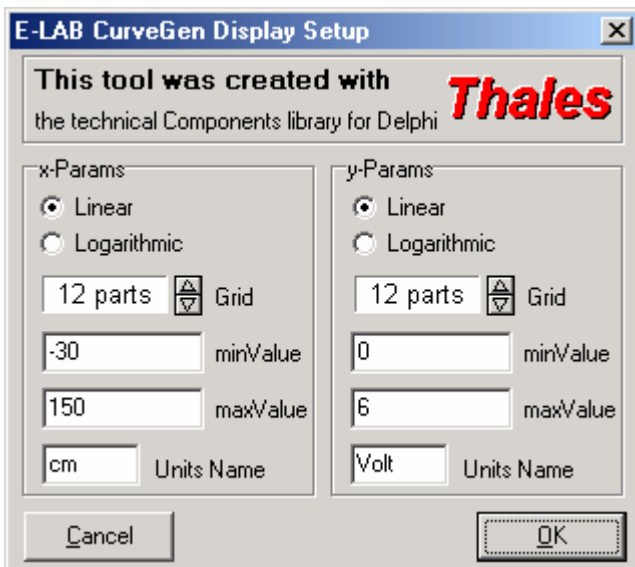 E-LAB CurveGen Display Setup
This tool was created with
the technical Components library for Delphi
Thales
x-Params
Linear
Logarithmic
12 parts Grid
-30 minValue
150 maxValue
cm Units Name
y-Params
Linear
Logarithmic
12 parts Grid
0 minValue
6 maxValue
Volt Units Name
Cancel
OK